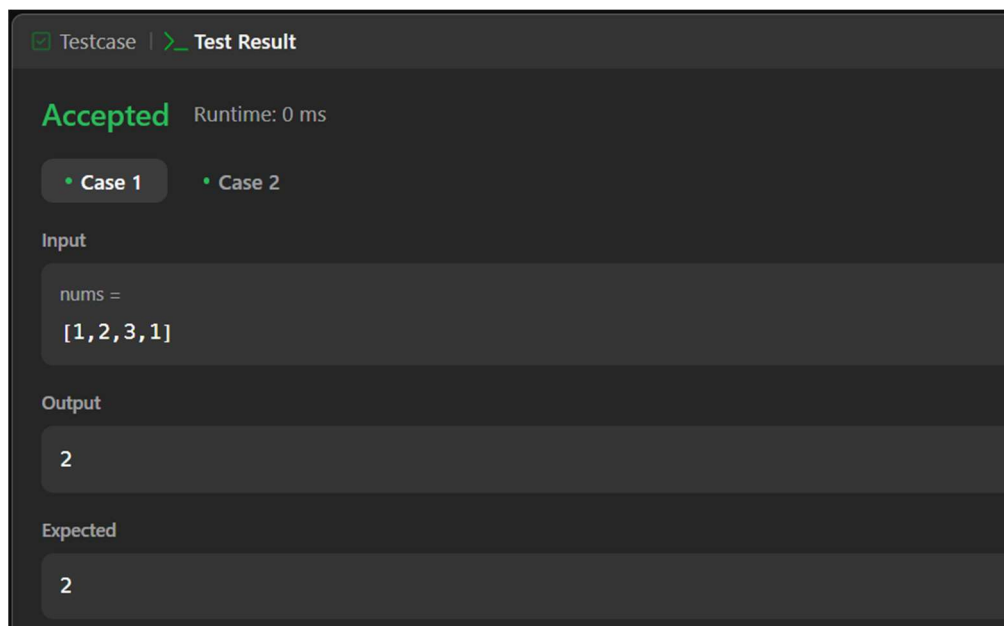 Testcase | >_ Test Result
Accepted Runtime: 0 ms
• Case 1 • Case 2
Input
nums =
[1,2,3,1]
Output
2
Expected
2